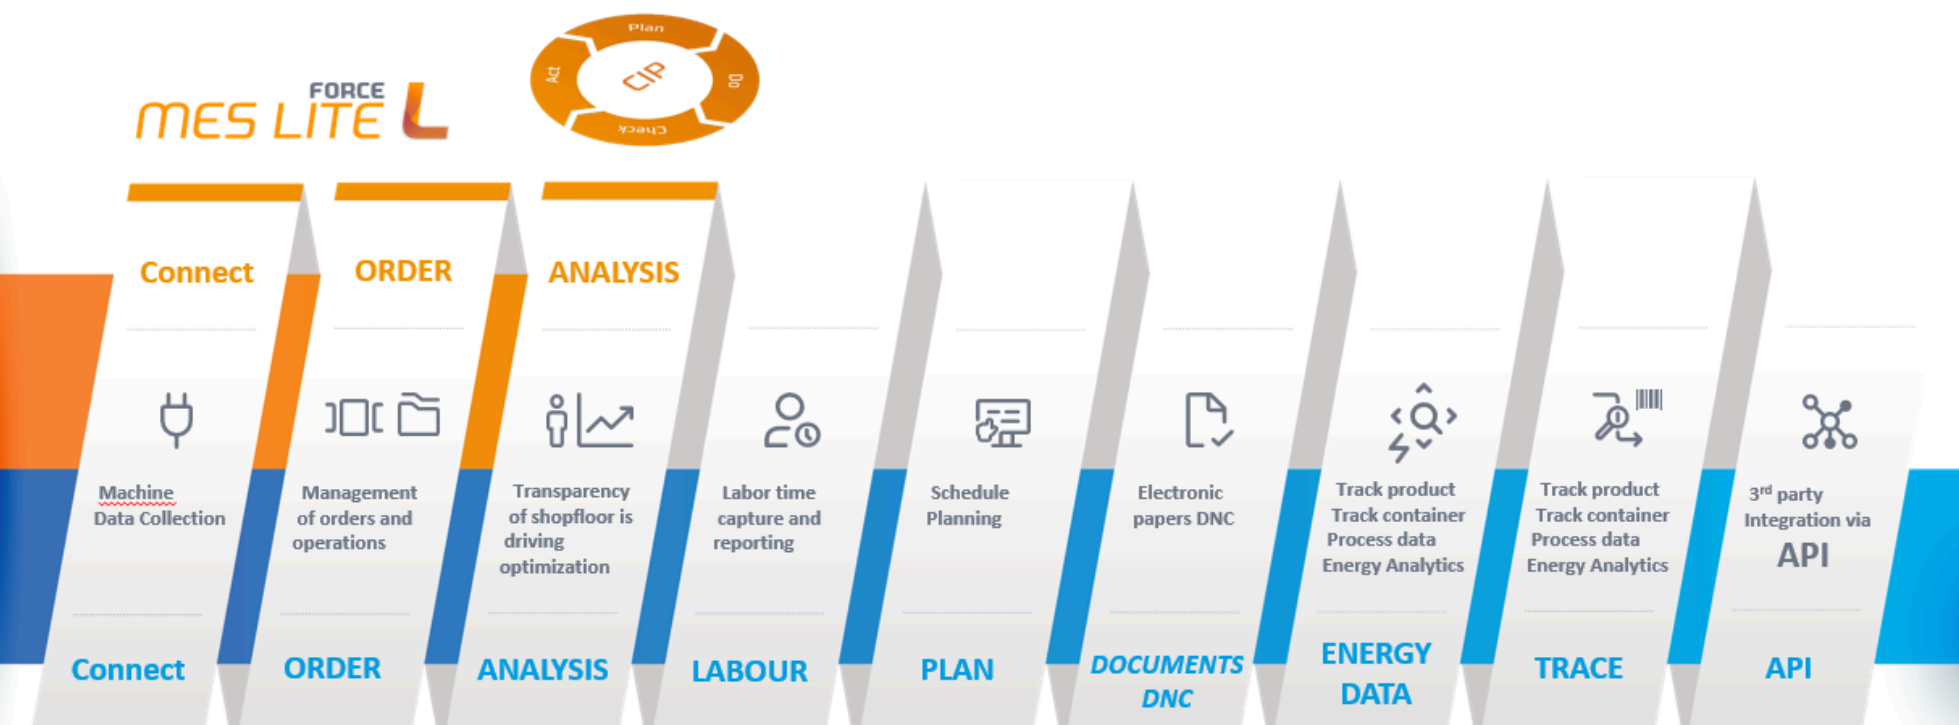 FORCE
MES LITE
Plan
Do
Check
Act
CIP
Connect
ORDER
ANALYSIS
Machine
Data Collection
Management
of orders and
operations
Transparency
of shopfloor is
driving
optimization
Labor time
capture and
reporting
Schedule
Planning
Electronic
papers DNC
Track product
Track container
Process data
Energy Analytics
Track product
Track container
Process data
Energy Analytics
3rd party
Integration via
API
Connect
ORDER
ANALYSIS
LABOUR
PLAN
DOCUMENTS
DNC
ENERGY
DATA
TRACE
API